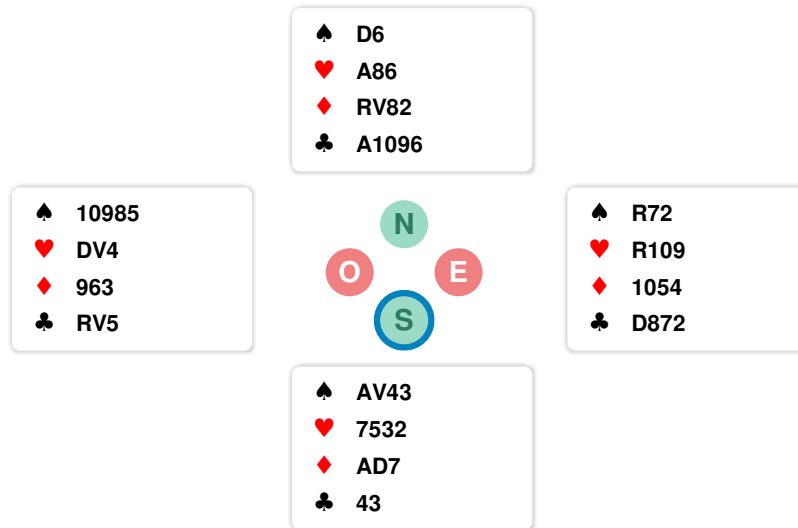 ♠ D6
♥ A86
♦ RV82
♣ A1096
♠ 10985
♥ DV4
♦ 963
♣ RV5
N
O E
S
♠ R72
♥ R109
♦ 1054
♣ D872
♠ AV43
♥ 7532
♦ AD7
♣ 43